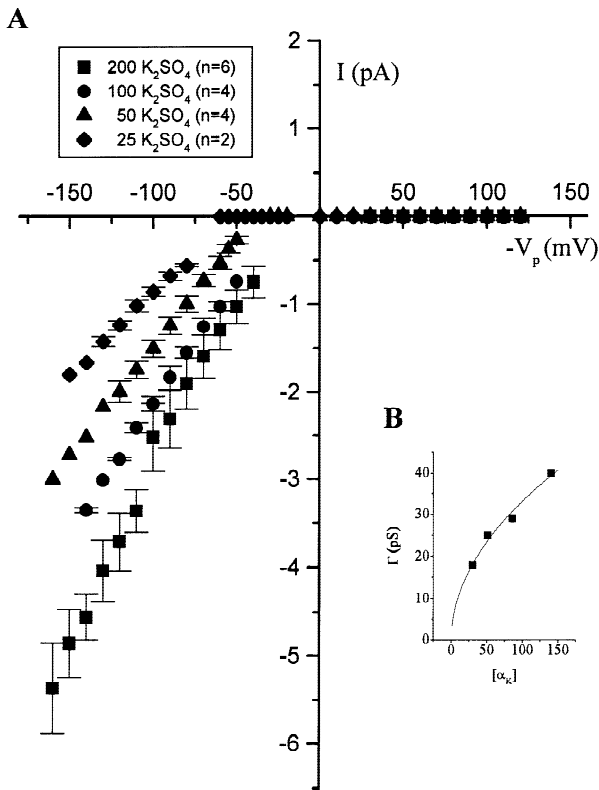 A
200 K₂SO₄ (n=6)
100 K₂SO₄ (n=4)
50 K₂SO₄ (n=4)
25 K₂SO₄ (n=2)
2
I (pA)
1
-150 -100 -50 50 100 150
-Vₚ (mV)
-1
-2
-3
-4
-5
-6
B
Γ (pS)
40
30
20
10
0
0 50 100 150
[αₖ]